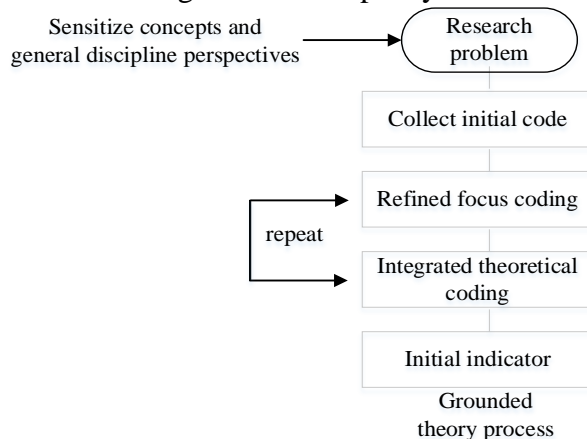 Sensitize concepts and
general discipline perspectives
Research
problem
Collect initial code
Refined focus coding
repeat
Integrated theoretical
coding
Initial indicator
Grounded
theory process